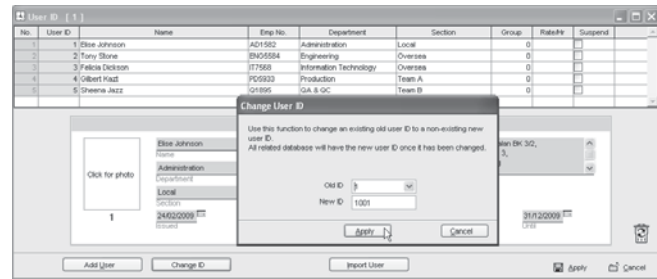 User ID [ 1 ]
No. User ID Name Emp No. Department Section Group Rate/Hr Suspend
1 1 Elise Johnson AD1582 Administration Local 0
2 2 Tony Stone ENG5584 Engineering Oversea 0
3 3 Felicia Dickson IT7568 Information Technology Oversea 0
4 4 Gilbert Kazt PD5933 Production Team A 0
5 5 Sheena Jazz Q1895 QA & QC Team B 0
Change User ID
Use this function to change an existing old user ID to a non-existing new
user ID.
All related database will have the new user ID once it has been changed.
Old ID
New ID 1001
Apply Cancel
Click for photo
1
Elise Johnson
Name
Administration
Department
Local
Section
24/02/2009
Issued
alan BK 3/2,
3,
31/12/2009
Until
Add User Change ID Import User Apply Cancel